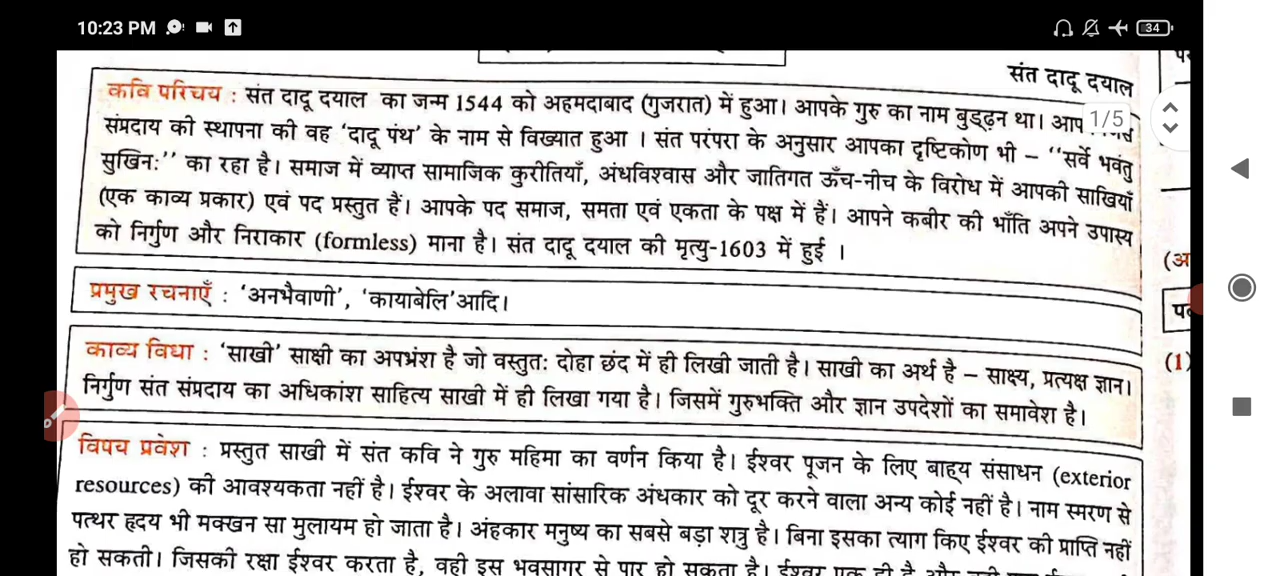 10:23 PM
34
संत दादू दयाल
1/5
कवि परिचय : संत दादू दयाल का जन्म 1544 को अहमदाबाद (गुजरात) में हुआ। आपके गुरु का नाम बुड्ढ़न था। आप
संप्रदाय की स्थापना की वह ‘दादू पंथ’ के नाम से विख्यात हुआ । संत परंपरा के अनुसार आपका दृष्टिकोण भी – ‘‘सर्वे भवंतु
सुखिन:’’ का रहा है। समाज में व्याप्त सामाजिक कुरीतियाँ, अंधविश्वास और जातिगत ऊँच-नीच के विरोध में आपकी साखियाँ
(एक काव्य प्रकार) एवं पद प्रस्तुत हैं। आपके पद समाज, समता एवं एकता के पक्ष में हैं। आपने कबीर की भाँति अपने उपास्य
को निर्गुण और निराकार (formless) माना है। संत दादू दयाल की मृत्यु-1603 में हुई ।
प्रमुख रचनाएँ : ‘अनभैवाणी’, ‘कायाबेलि’ आदि।
काव्य विधा : ‘साखी’ साक्षी का अपभ्रंश है जो वस्तुत: दोहा छंद में ही लिखी जाती है। साखी का अर्थ है – साक्ष्य, प्रत्यक्ष ज्ञान।
निर्गुण संत संप्रदाय का अधिकांश साहित्य साखी में ही लिखा गया है। जिसमें गुरुभक्ति और ज्ञान उपदेशों का समावेश है।
विषय प्रवेश : प्रस्तुत साखी में संत कवि ने गुरु महिमा का वर्णन किया है। ईश्वर पूजन के लिए बाह्य संसाधन (exterior
resources) की आवश्यकता नहीं है। ईश्वर के अलावा सांसारिक अंधकार को दूर करने वाला अन्य कोई नहीं है। नाम स्मरण से
पत्थर हृदय भी मक्खन सा मुलायम हो जाता है। अंहकार मनुष्य का सबसे बड़ा शत्रु है। बिना इसका त्याग किए ईश्वर की प्राप्ति नहीं
हो सकती। जिसकी रक्षा ईश्वर करता है, वही इस भवसागर से पार हो सकता है। ईश्वर एक ही है और
(अ
(1)